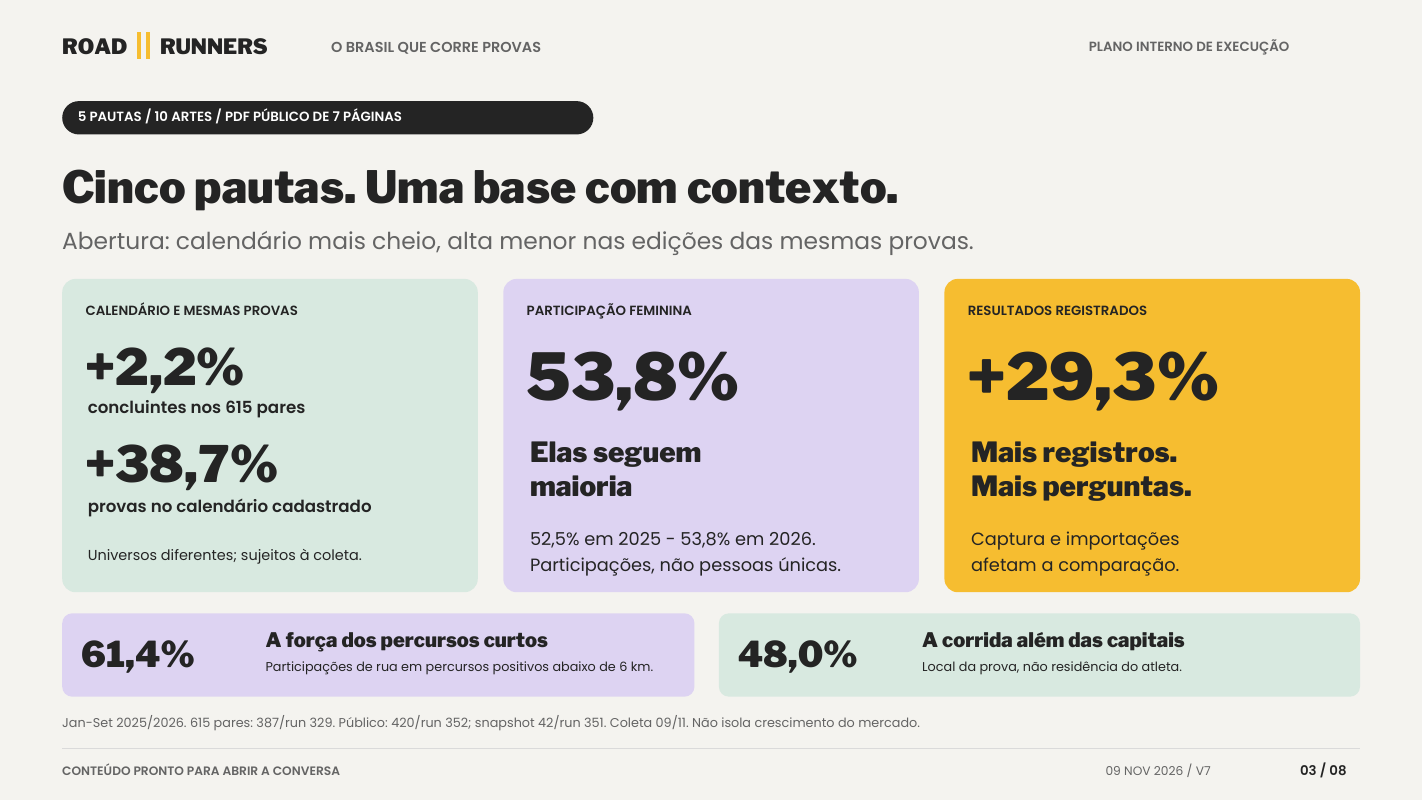 ROAD || RUNNERS
O BRASIL QUE CORRE PROVAS
PLANO INTERNO DE EXECUÇÃO
5 PAUTAS / 10 ARTES / PDF PÚBLICO DE 7 PÁGINAS
Cinco pautas. Uma base com contexto.
Abertura: calendário mais cheio, alta menor nas edições das mesmas provas.
CALENDÁRIO E MESMAS PROVAS
+2,2%
concluintes nos 615 pares
+38,7%
provas no calendário cadastrado
Universos diferentes; sujeitos à coleta.
PARTICIPAÇÃO FEMININA
53,8%
Elas seguem
maioria
52,5% em 2025 - 53,8% em 2026.
Participações, não pessoas únicas.
RESULTADOS REGISTRADOS
+29,3%
Mais registros.
Mais perguntas.
Captura e importações
afetam a comparação.
61,4%
A força dos percursos curtos
Participações de rua em percursos positivos abaixo de 6 km.
48,0%
A corrida além das capitais
Local da prova, não residência do atleta.
Jan-Set 2025/2026. 615 pares: 387/run 329. Público: 420/run 352; snapshot 42/run 351. Coleta 09/11. Não isola crescimento do mercado.
CONTEÚDO PRONTO PARA ABRIR A CONVERSA
09 NOV 2026 / V7
03 / 08